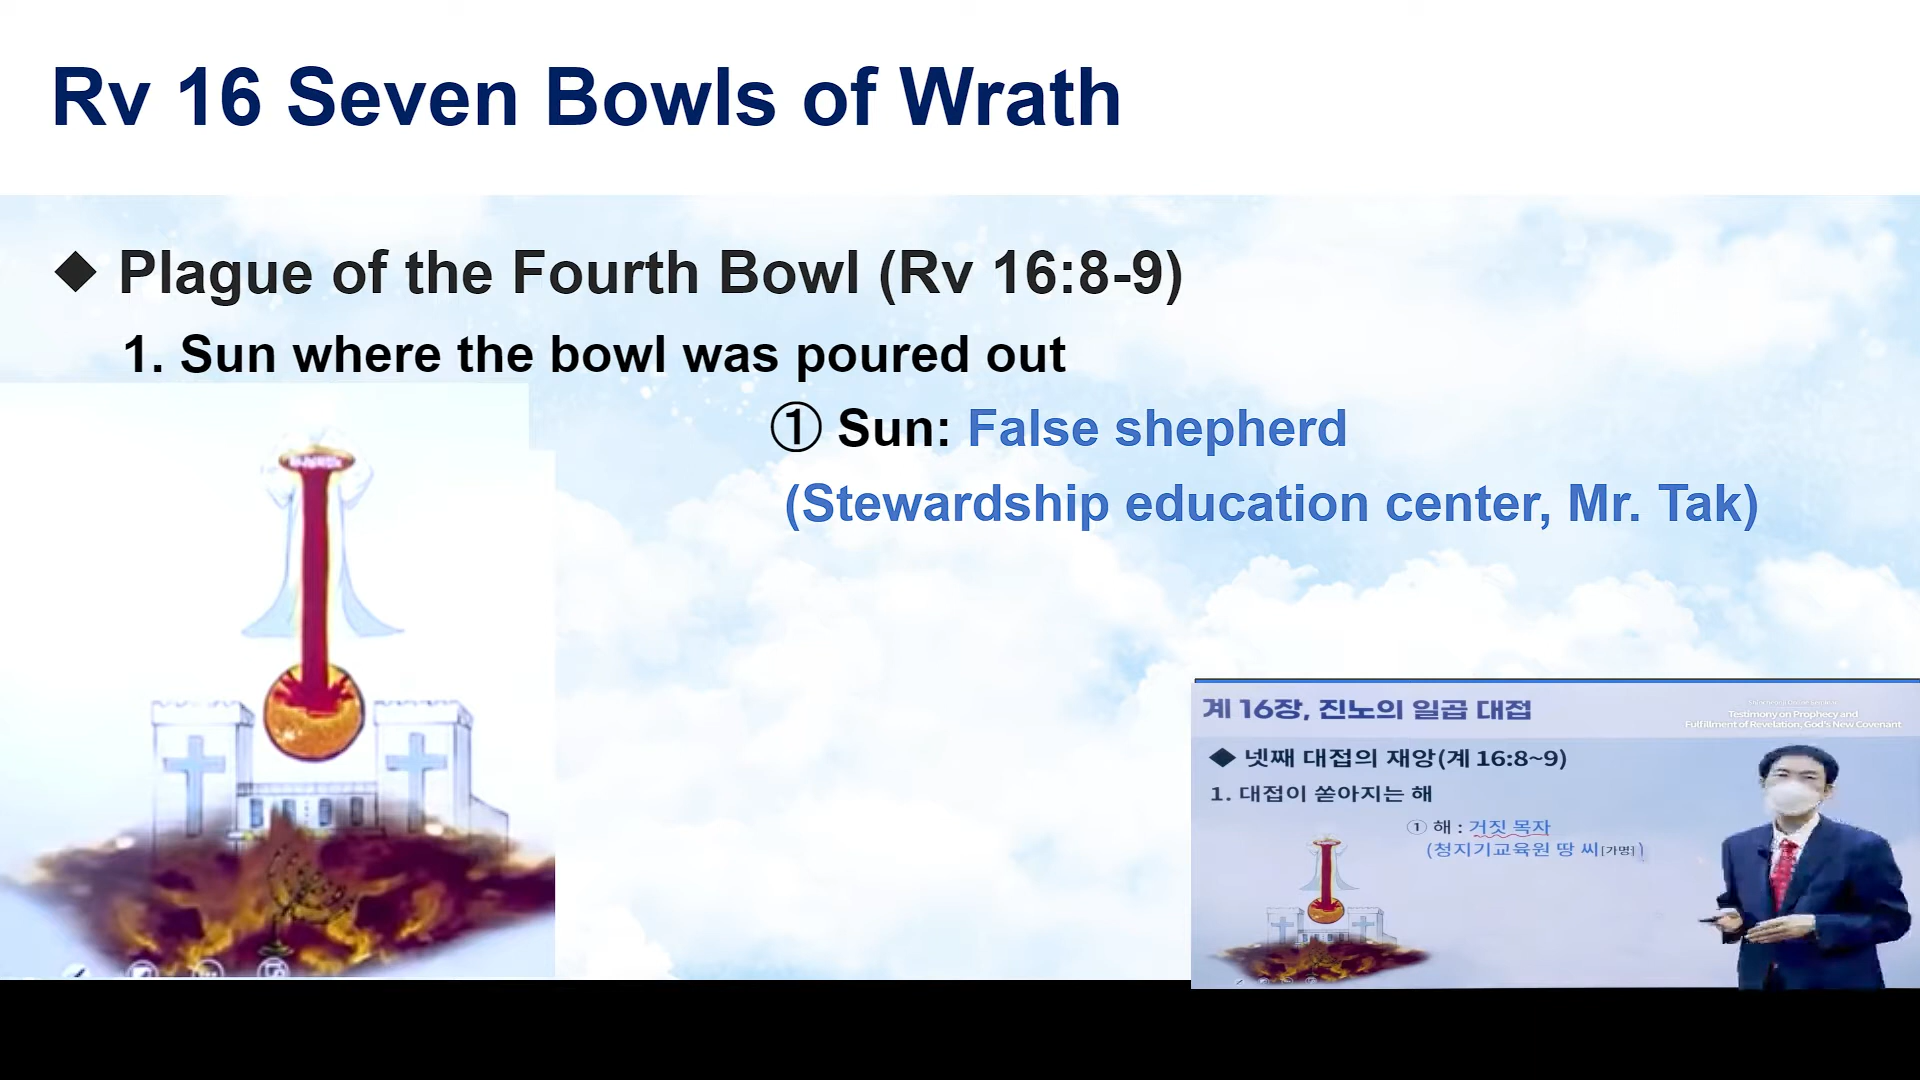 Rv 16 Seven Bowls of Wrath
◆ Plague of the Fourth Bowl (Rv 16:8-9)
1. Sun where the bowl was poured out
① Sun: False shepherd
(Stewardship education center, Mr. Tak)
계 16장, 진노의 일곱 대접
Testimony on Prophecy and
Fulfillment of Revelation, God's New Covenant
◆ 넷째 대접의 재앙(계 16:8~9)
1. 대접이 쏟아지는 해
① 해 : 거짓 목자
(청지기교육원 땅 씨[가명])